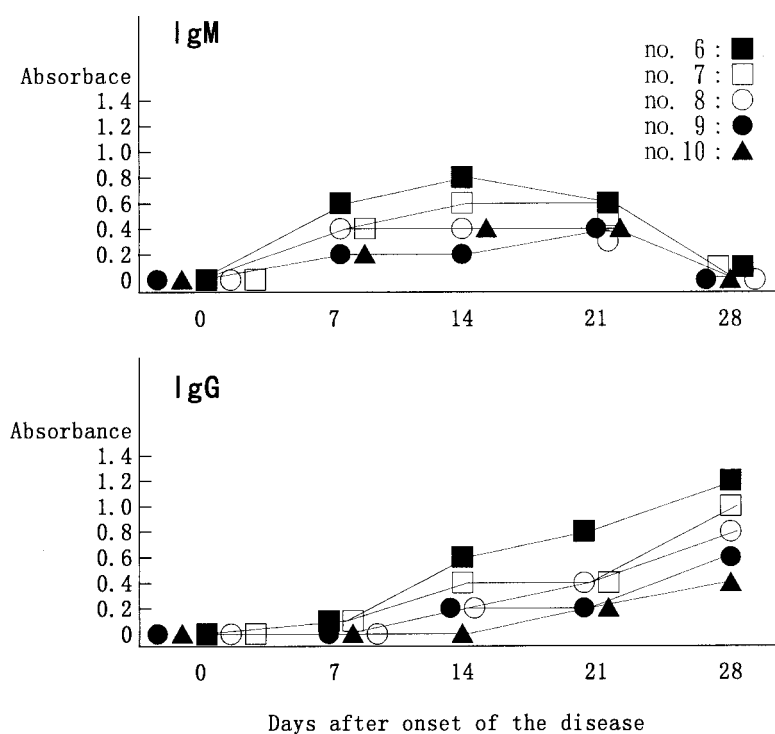 IgM
no. 6 :
no. 7 :
no. 8 :
no. 9 :
no. 10 :
Absorbace
1.4
1.2
1.0
0.8
0.6
0.4
0.2
0
0 7 14 21 28
IgG
Absorbance
1.4
1.2
1.0
0.8
0.6
0.4
0.2
0
0 7 14 21 28
Days after onset of the disease